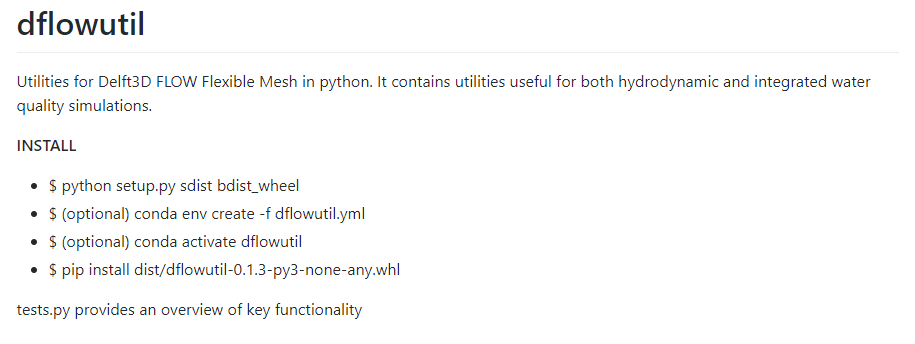 dflowutil
Utilities for Delft3D FLOW Flexible Mesh in python. It contains utilities useful for both hydrodynamic and integrated water
quality simulations.
INSTALL
• $ python setup.py sdist bdist_wheel
• $ (optional) conda env create -f dflowutil.yml
• $ (optional) conda activate dflowutil
• $ pip install dist/dflowutil-0.1.3-py3-none-any.whl
tests.py provides an overview of key functionality